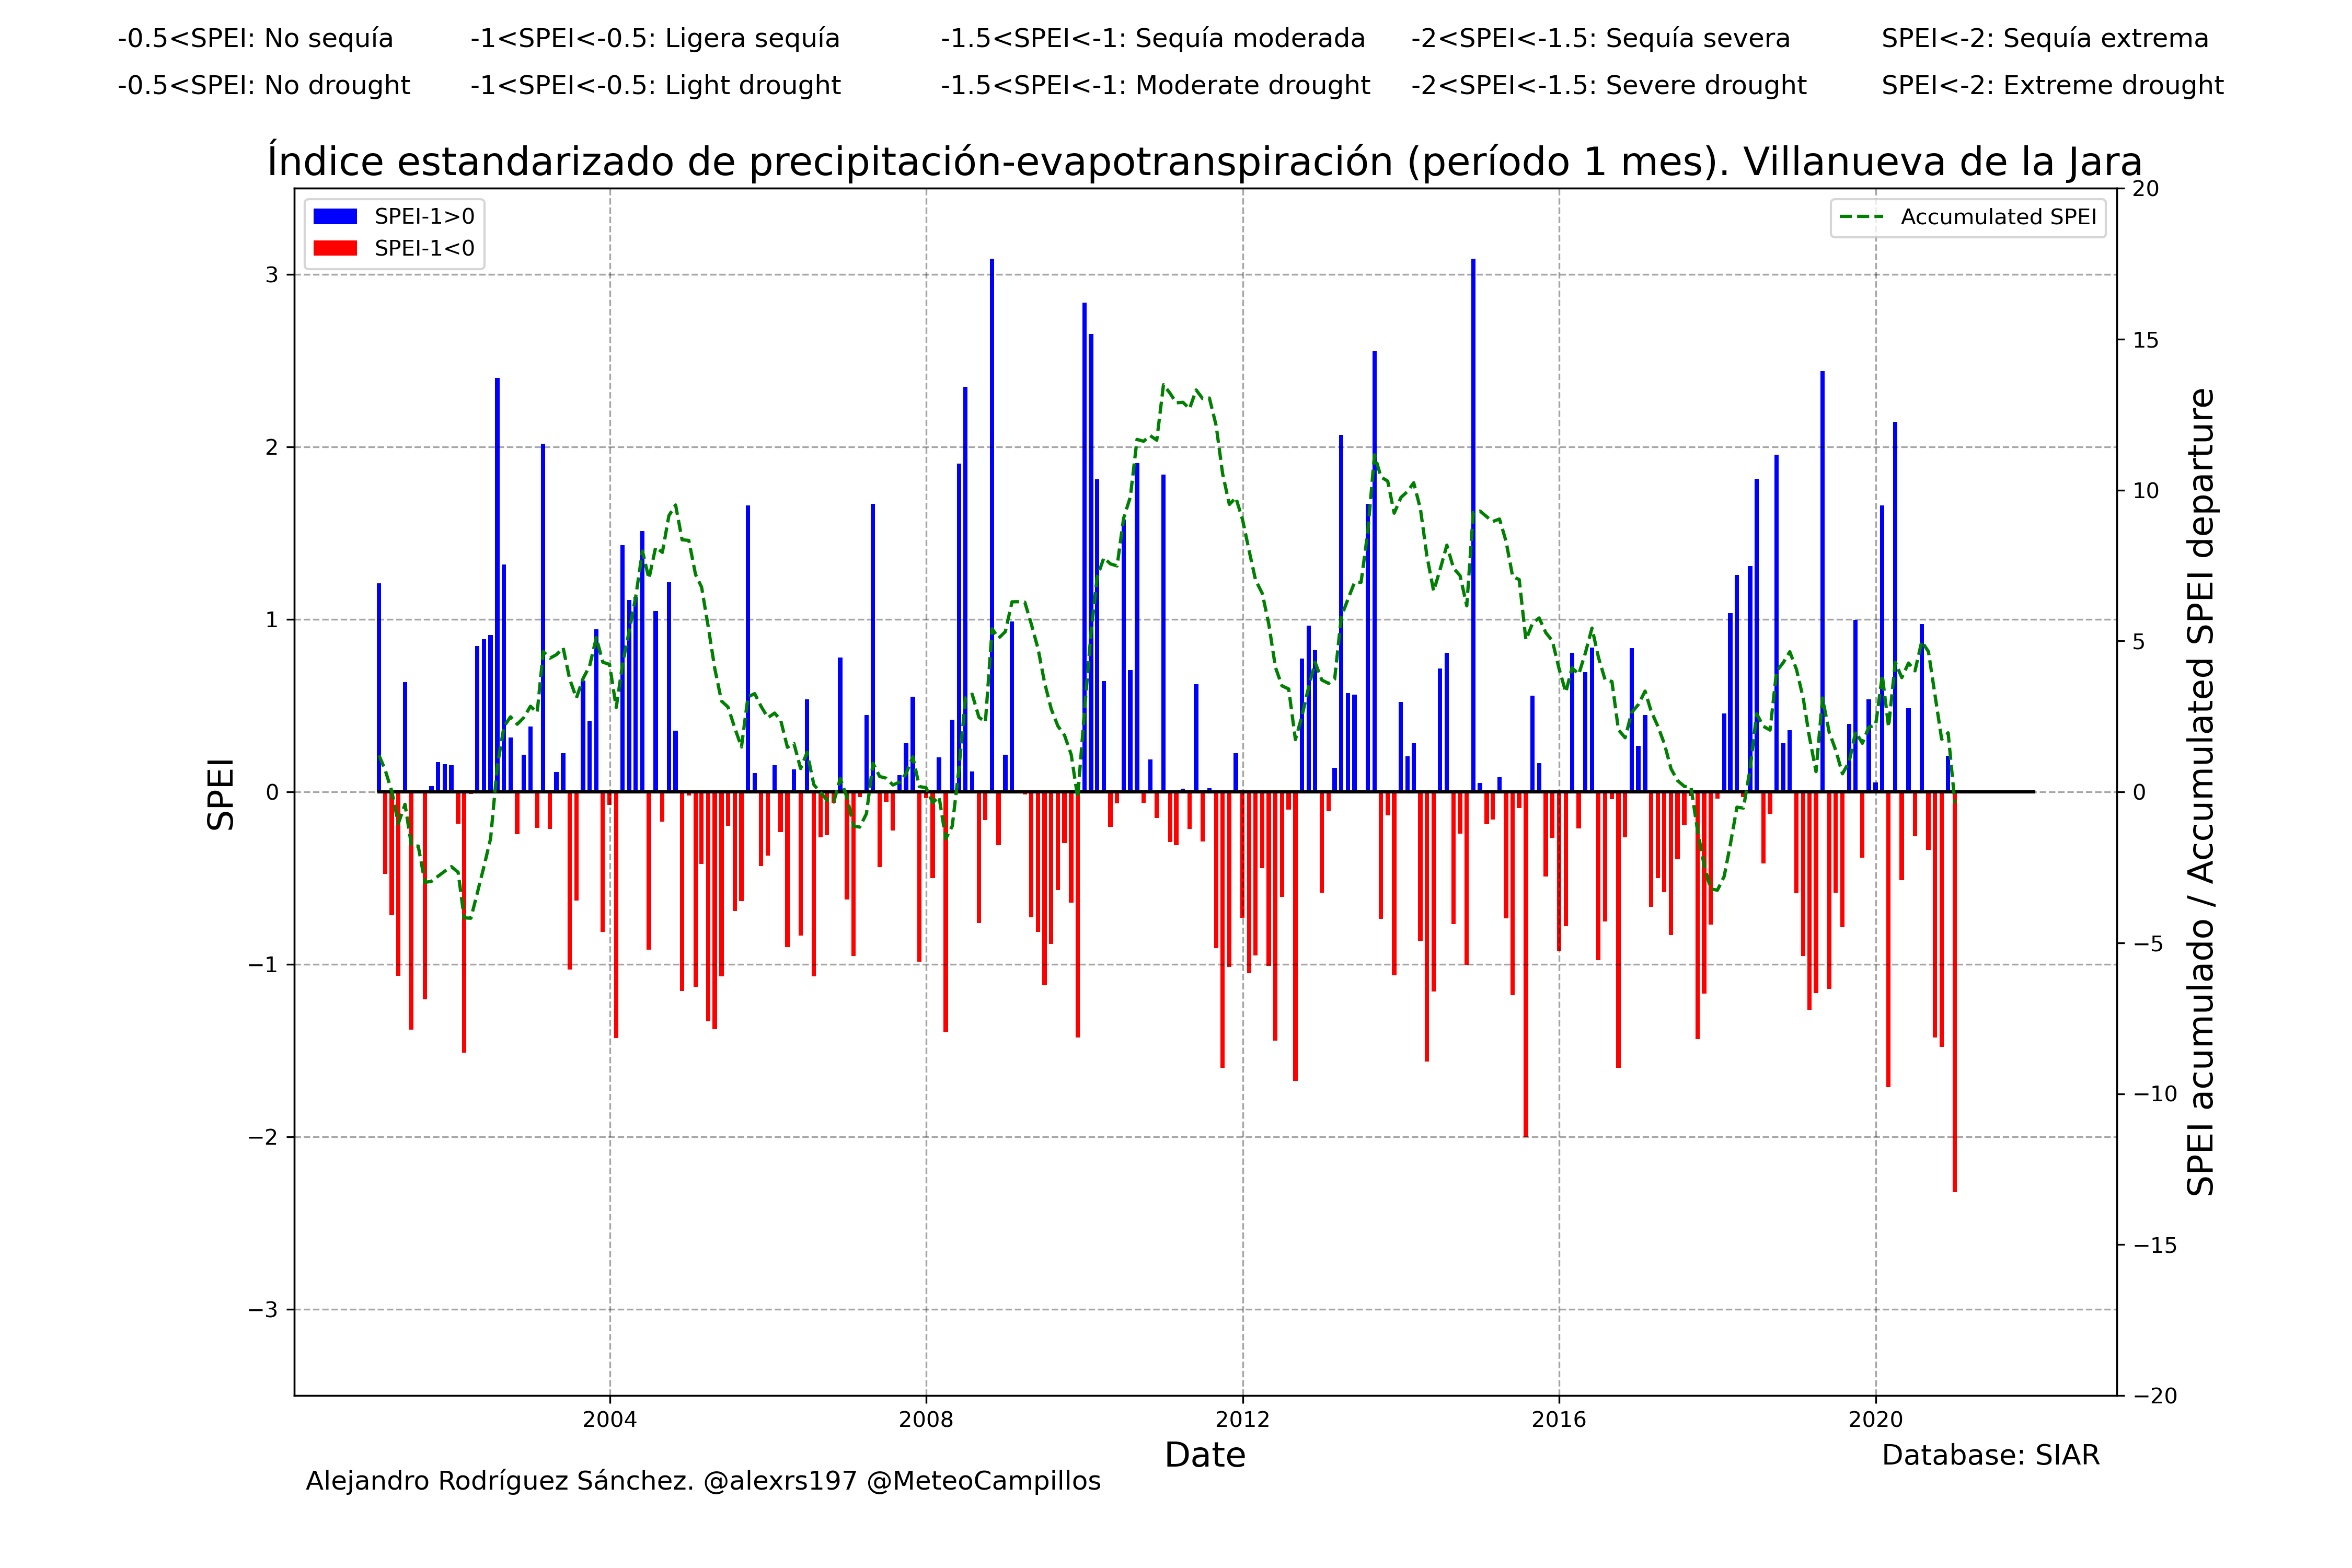 -0.5<SPEI: No sequía -1<SPEI<-0.5: Ligera sequía -1.5<SPEI<-1: Sequía moderada -2<SPEI<-1.5: Sequía severa SPEI<-2: Sequía extrema
-0.5<SPEI: No drought -1<SPEI<-0.5: Light drought -1.5<SPEI<-1: Moderate drought -2<SPEI<-1.5: Severe drought SPEI<-2: Extreme drought
Índice estandarizado de precipitación-evapotranspiración (período 1 mes). Villanueva de la Jara
SPEI-1>0
SPEI-1<0
Accumulated SPEI
SPEI
3
2
1
0
−1
−2
−3
20
15
10
5
0
−5
−10
−15
−20
SPEI acumulado / Accumulated SPEI departure
2004 2008 2012 2016 2020
Date
Database: SIAR
Alejandro Rodríguez Sánchez. @alexrs197 @MeteoCampillos